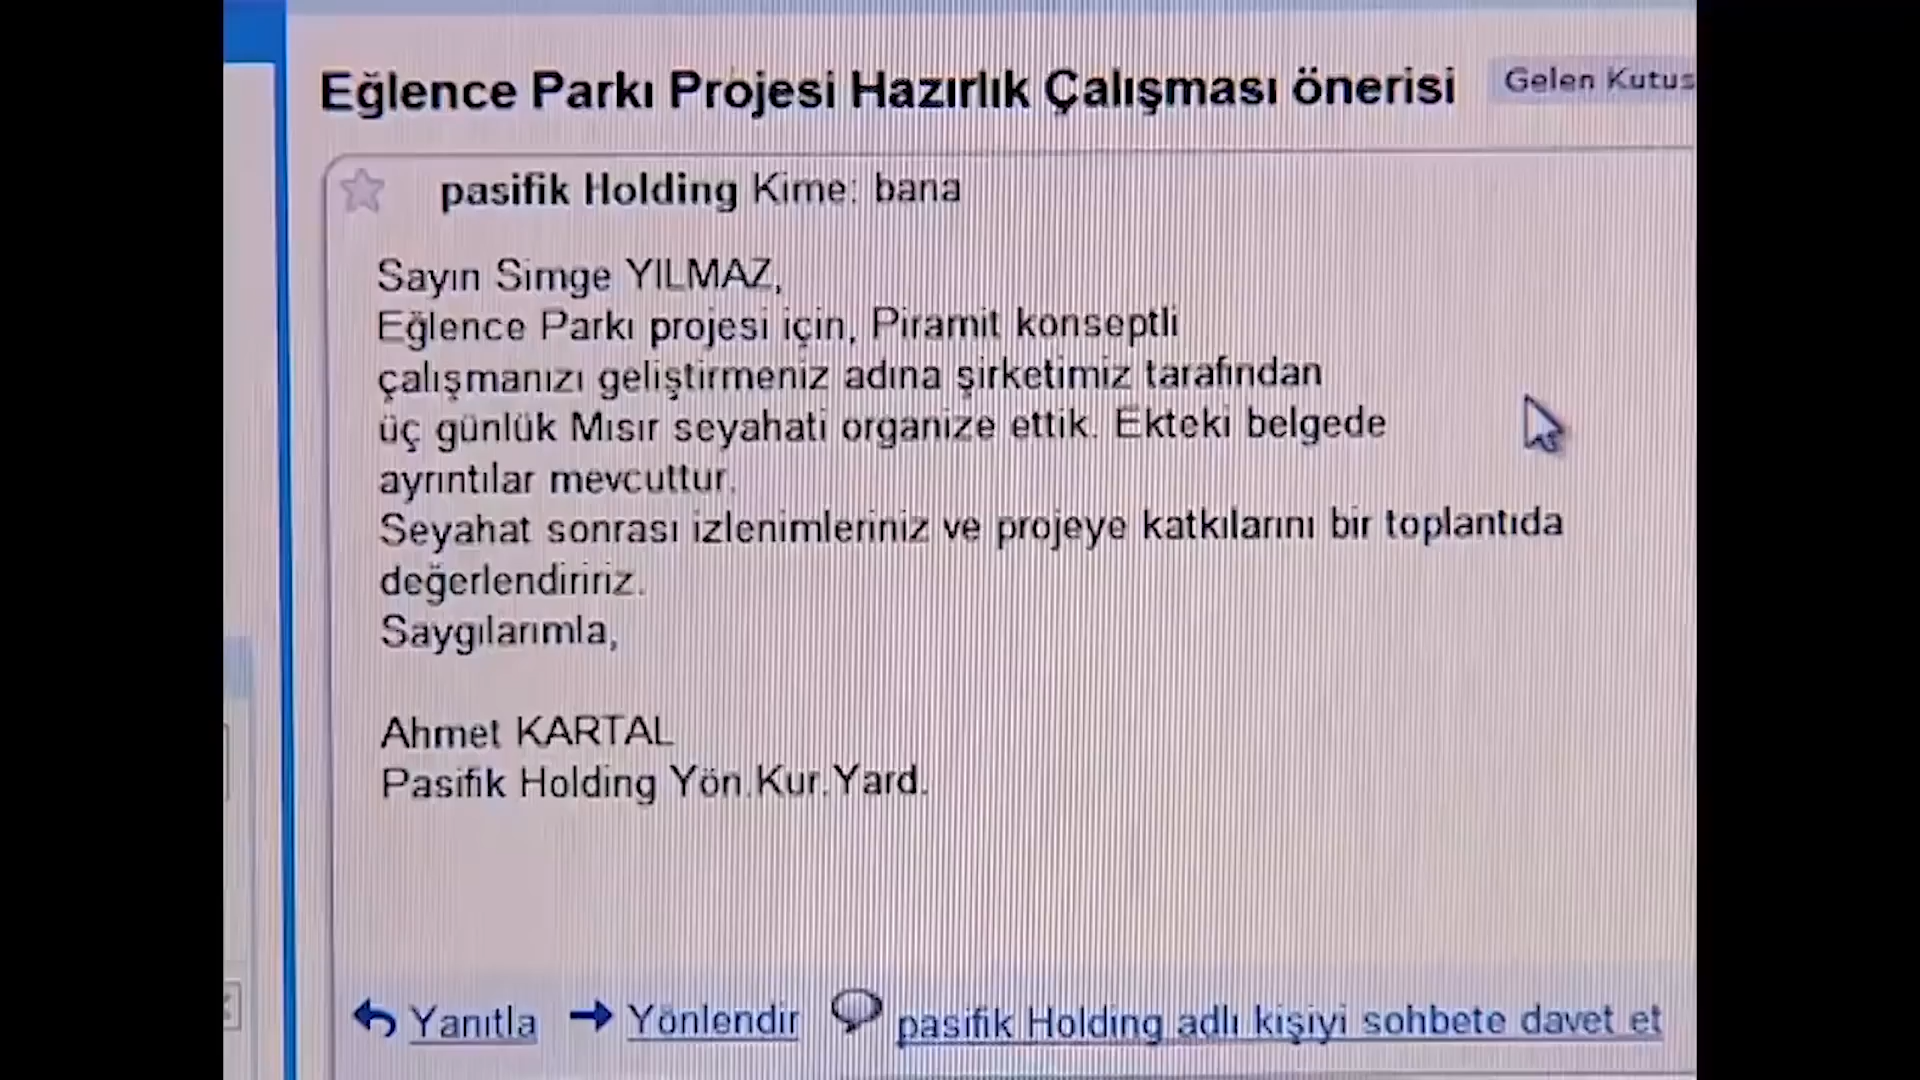 Eğlence Parkı Projesi Hazırlık Çalışması önerisi Gelen Kutus
pasifik Holding Kime: bana
Sayın Simge YILMAZ,
Eğlence Parkı projesi için, Piramit konseptli
çalışmanızı geliştirmeniz adına şirketimiz tarafından
üç günlük Mısır seyahati organize ettik. Ekteki belgede
ayrıntılar mevcuttur.
Seyahat sonrası izlenimleriniz ve projeye katkılarını bir toplantıda
değerlendiririz.
Saygılarımla,
Ahmet KARTAL
Pasifik Holding Yön.Kur.Yard.
Yanıtla Yönlendir pasifik Holding adlı kişiyi sohbete davet et